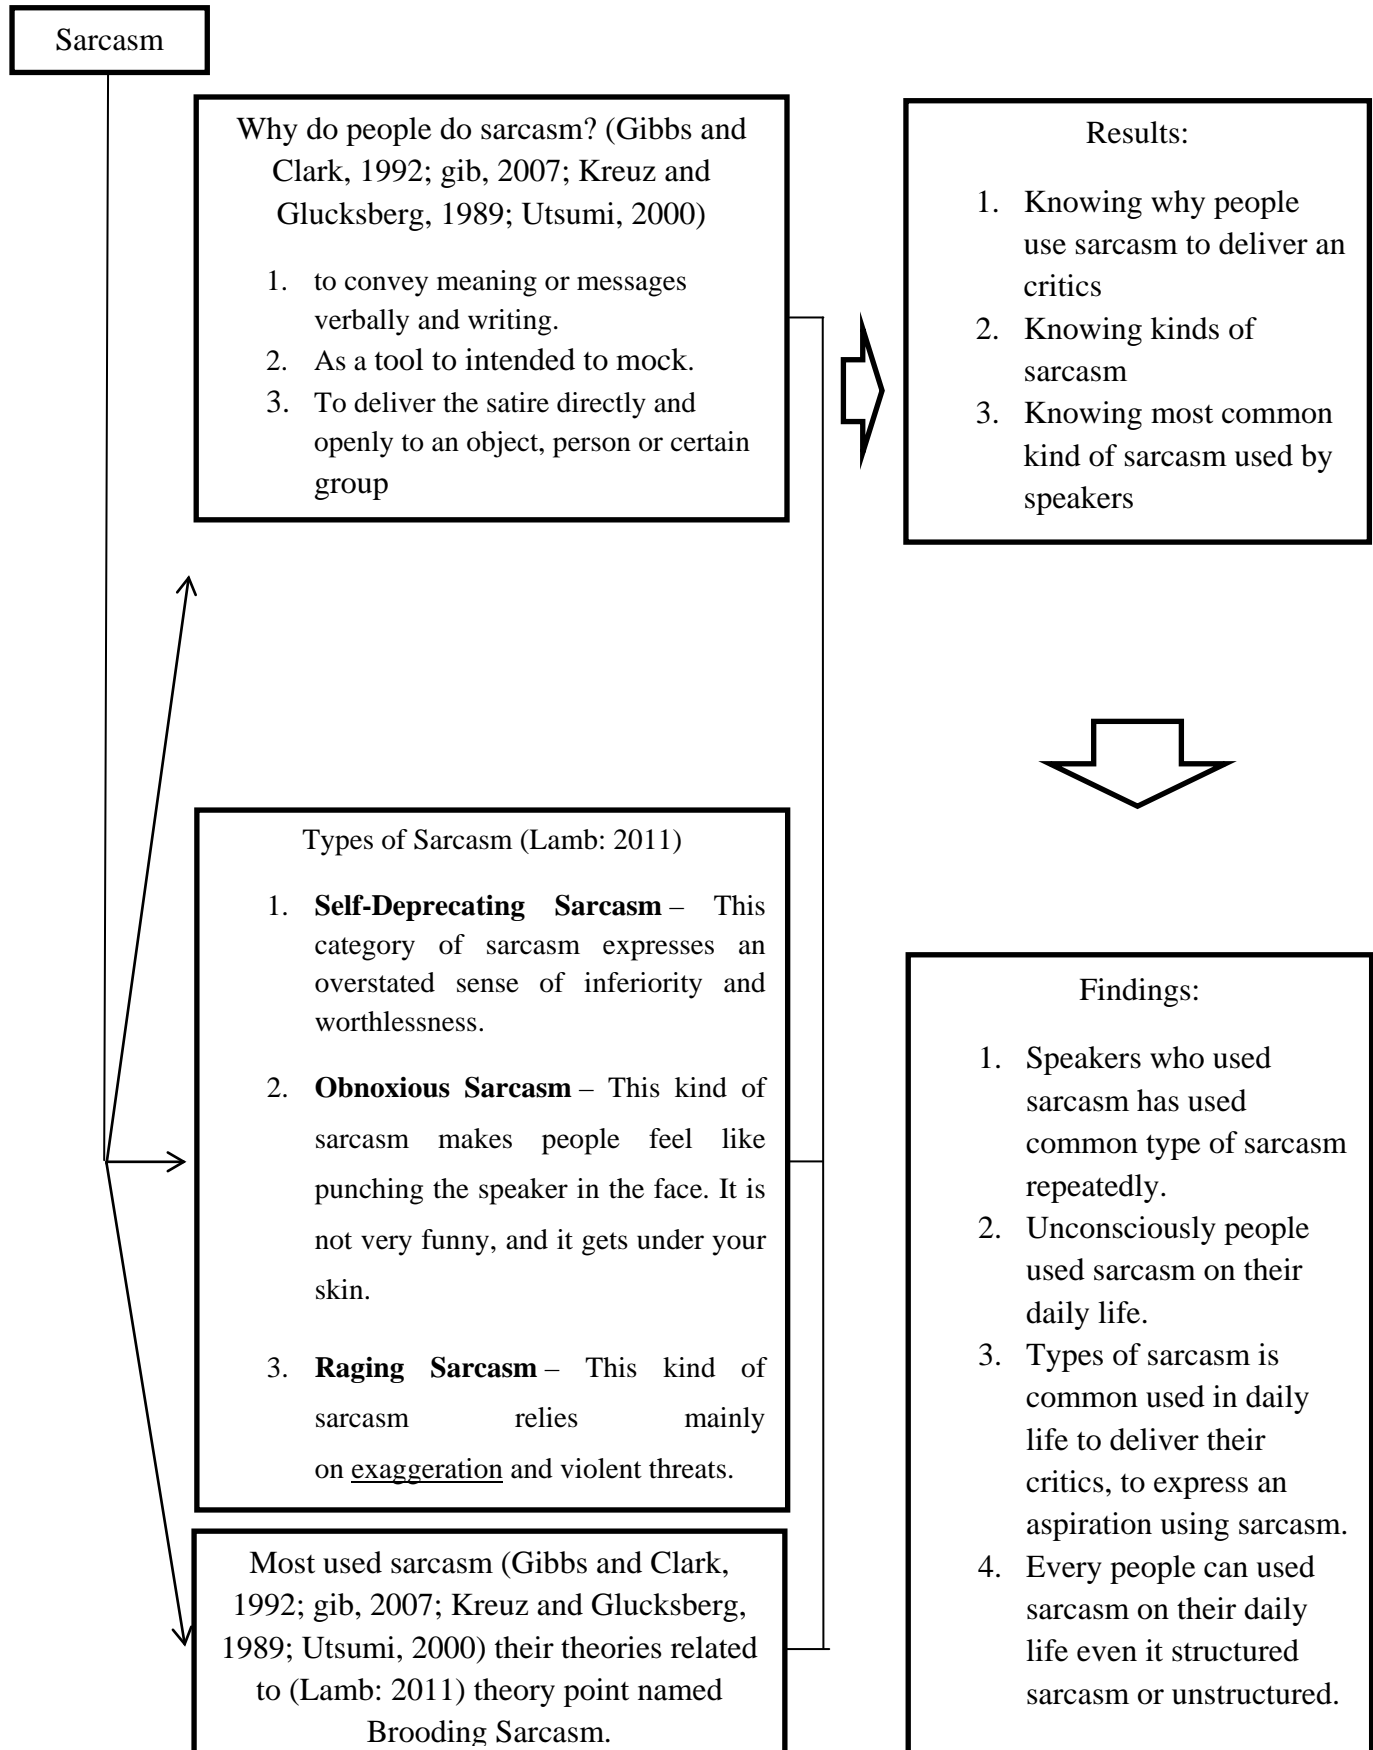 Sarcasm
Why do people do sarcasm? (Gibbs and
Clark, 1992; gib, 2007; Kreuz and
Glucksberg, 1989; Utsumi, 2000)
1. to convey meaning or messages
verbally and writing.
2. As a tool to intended to mock.
3. To deliver the satire directly and
openly to an object, person or certain
group
Types of Sarcasm (Lamb: 2011)
1. Self-Deprecating Sarcasm – This
category of sarcasm expresses an
overstated sense of inferiority and
worthlessness.
2. Obnoxious Sarcasm – This kind of
sarcasm makes people feel like
punching the speaker in the face. It is
not very funny, and it gets under your
skin.
3. Raging Sarcasm – This kind of
sarcasm relies mainly
on exaggeration and violent threats.
Most used sarcasm (Gibbs and Clark,
1992; gib, 2007; Kreuz and Glucksberg,
1989; Utsumi, 2000) their theories related
to (Lamb: 2011) theory point named
Brooding Sarcasm.
Results:
1. Knowing why people
use sarcasm to deliver an
critics
2. Knowing kinds of
sarcasm
3. Knowing most common
kind of sarcasm used by
speakers
Findings:
1. Speakers who used
sarcasm has used
common type of sarcasm
repeatedly.
2. Unconsciously people
used sarcasm on their
daily life.
3. Types of sarcasm is
common used in daily
life to deliver their
critics, to express an
aspiration using sarcasm.
4. Every people can used
sarcasm on their daily
life even it structured
sarcasm or unstructured.